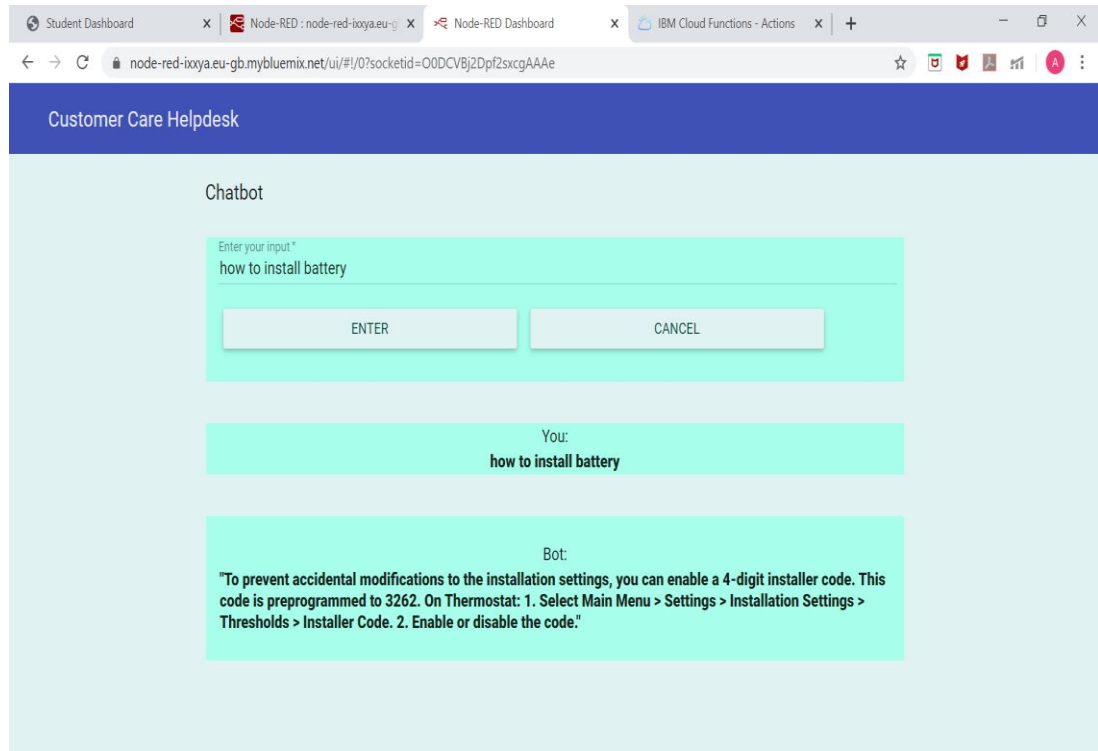 Student Dashboard
Node-RED : node-red-ixxya.eu-g
Node-RED Dashboard
IBM Cloud Functions - Actions
node-red-ixxya.eu-gb.mybluemix.net/ui/#!/0?socketid=O0DCVBj2Dpf2sxcgAAAe
A
Customer Care Helpdesk
Chatbot
Enter your input *
how to install battery
ENTER
CANCEL
You:
how to install battery
Bot:
"To prevent accidental modifications to the installation settings, you can enable a 4-digit installer code. This
code is preprogrammed to 3262. On Thermostat: 1. Select Main Menu > Settings > Installation Settings >
Thresholds > Installer Code. 2. Enable or disable the code."